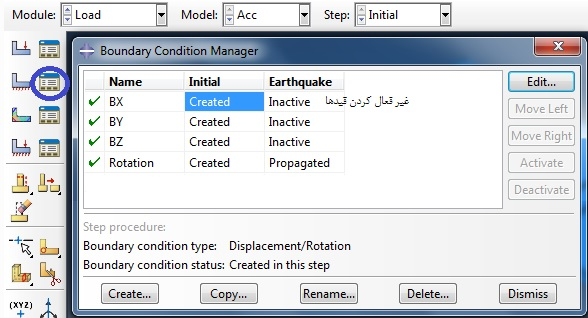 Module: Load Model: Acc Step: Initial
Boundary Condition Manager
Name Initial Earthquake
BX Created Inactive غیر قعال کردن قیدها
BY Created Inactive
BZ Created Inactive
Rotation Created Propagated
Edit...
Move Left
Move Right
Activate
Deactivate
Step procedure:
Boundary condition type: Displacement/Rotation
Boundary condition status: Created in this step
Create... Copy... Rename... Delete... Dismiss
(XYZ)